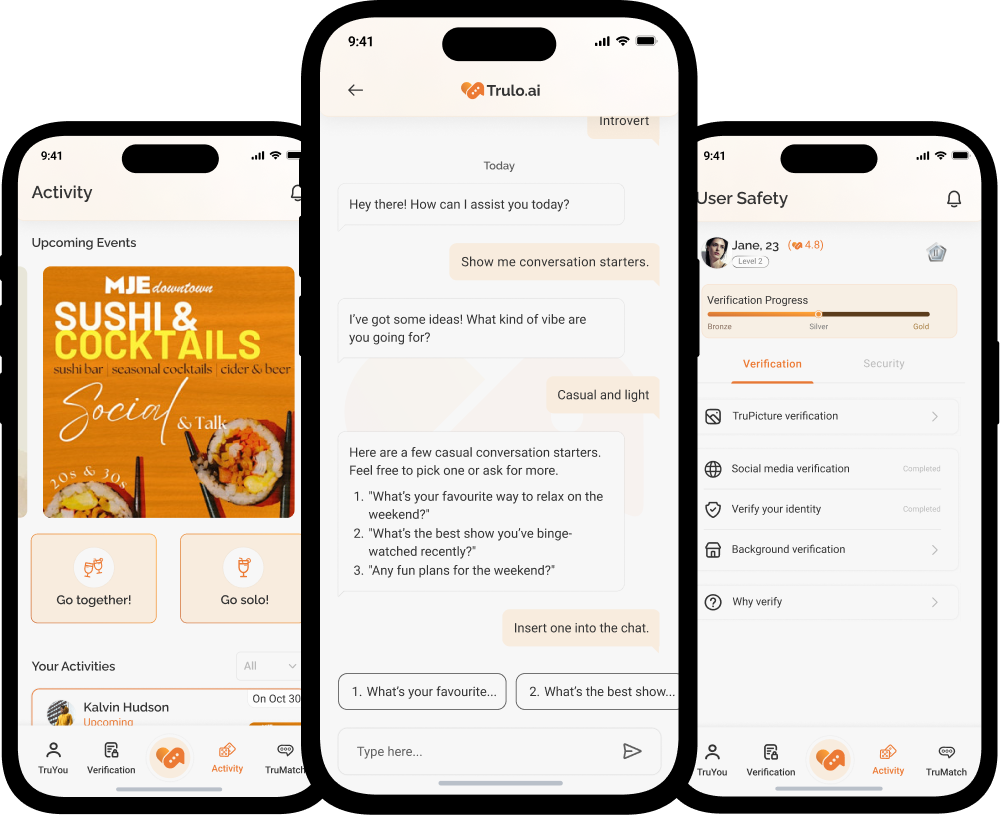 9:41
Activity
Upcoming Events
MJE downtown
SUSHI &
COCKTAILS
sushi bar | seasonal cocktails | cider & beer
Social
& Talk
20s & 30s
Go together!
Go solo!
Your Activities
All
On Oct 30
Kalvin Hudson
Upcoming
TruYou
Verification
Activity
TruMatch
9:41
Trulo.ai
Introvert
Today
Hey there! How can I assist you today?
Show me conversation starters.
I've got some ideas! What kind of vibe are
you going for?
Casual and light
Here are a few casual conversation starters.
Feel free to pick one or ask for more.
1. "What's your favourite way to relax on the
weekend?"
2. "What's the best show you've binge-
watched recently?"
3. "Any fun plans for the weekend?"
Insert one into the chat.
1. What's your favourite...
2. What's the best show...
Type here...
9:41
User Safety
Jane, 23 (4.8)
Level 2
Verification Progress
Bronze
Silver
Gold
Verification
Security
TruPicture verification
Social media verification
Completed
Verify your identity
Completed
Background verification
Why verify
TruYou
Verification
Activity
TruMatch